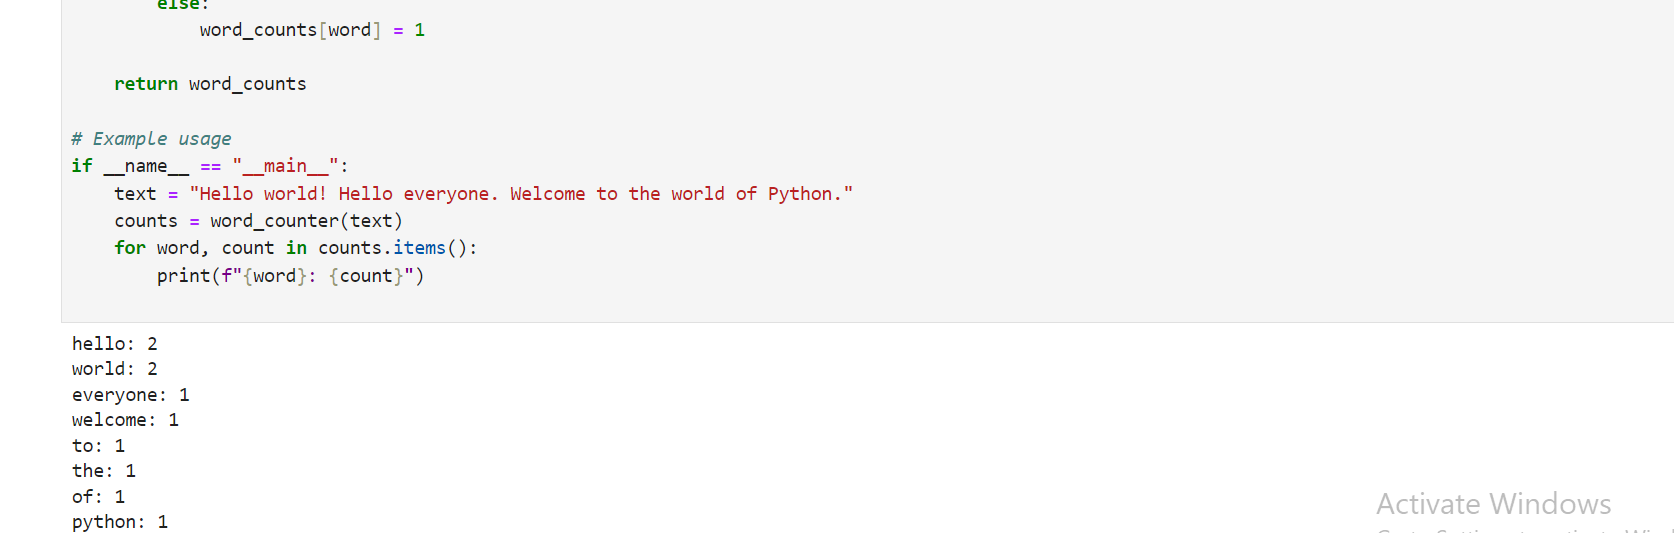 else:
            word_counts[word] = 1

    return word_counts

# Example usage
if __name__ == "__main__":
    text = "Hello world! Hello everyone. Welcome to the world of Python."
    counts = word_counter(text)
    for word, count in counts.items():
        print(f"{word}: {count}")

hello: 2
world: 2
everyone: 1
welcome: 1
to: 1
the: 1
of: 1
python: 1
Activate Windows